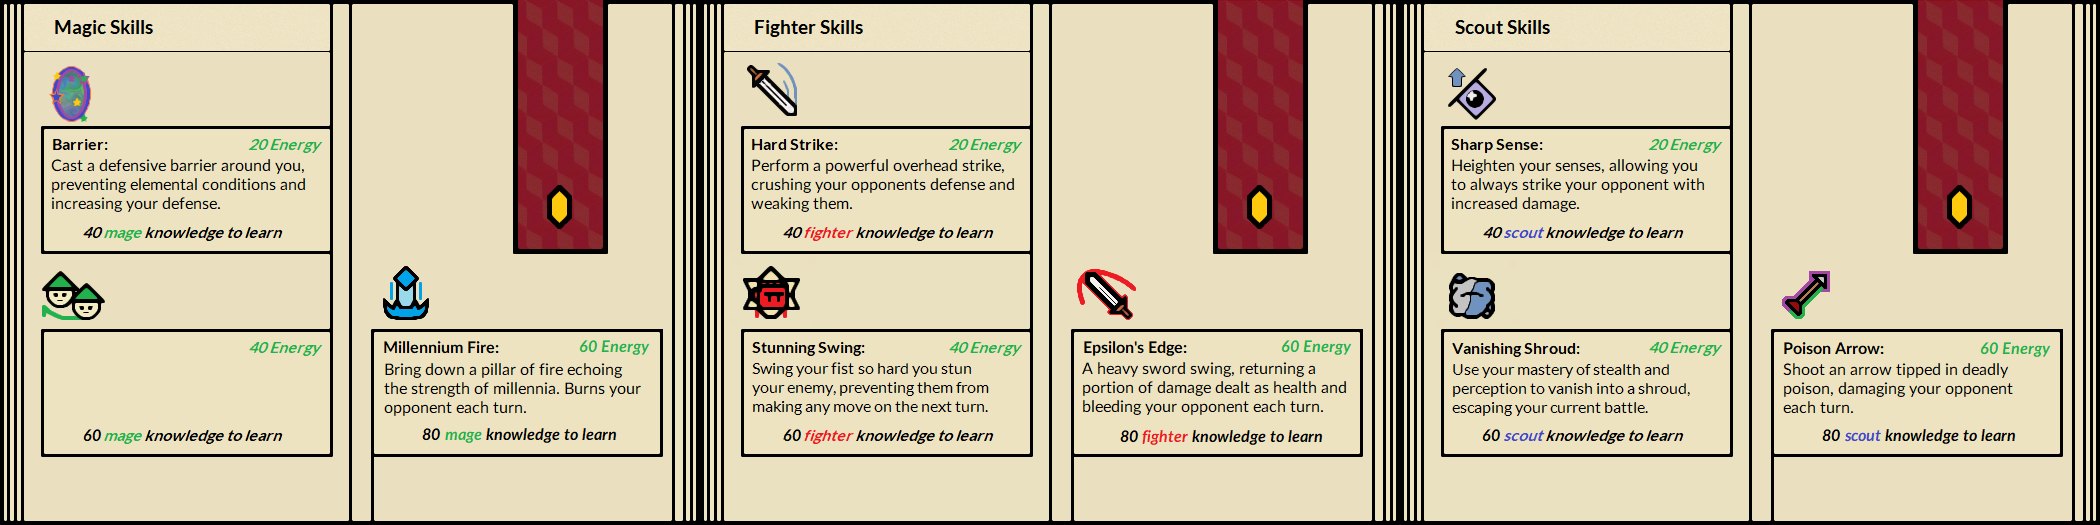 Magic Skills
Barrier: 20 Energy
Cast a defensive barrier around you,
preventing elemental conditions and
increasing your defense.
40 mage knowledge to learn
40 Energy
60 mage knowledge to learn
Millennium Fire: 60 Energy
Bring down a pillar of fire echoing
the strength of millennia. Burns your
opponent each turn.
80 mage knowledge to learn
Fighter Skills
Hard Strike: 20 Energy
Perform a powerful overhead strike,
crushing your opponents defense and
weaking them.
40 fighter knowledge to learn
Stunning Swing: 40 Energy
Swing your fist so hard you stun
your enemy, preventing them from
making any move on the next turn.
60 fighter knowledge to learn
Epsilon's Edge: 60 Energy
A heavy sword swing, returning a
portion of damage dealt as health and
bleeding your opponent each turn.
80 fighter knowledge to learn
Scout Skills
Sharp Sense: 20 Energy
Heighten your senses, allowing you
to always strike your opponent with
increased damage.
40 scout knowledge to learn
Vanishing Shroud: 40 Energy
Use your mastery of stealth and
perception to vanish into a shroud,
escaping your current battle.
60 scout knowledge to learn
Poison Arrow: 60 Energy
Shoot an arrow tipped in deadly
poison, damaging your opponent
each turn.
80 scout knowledge to learn